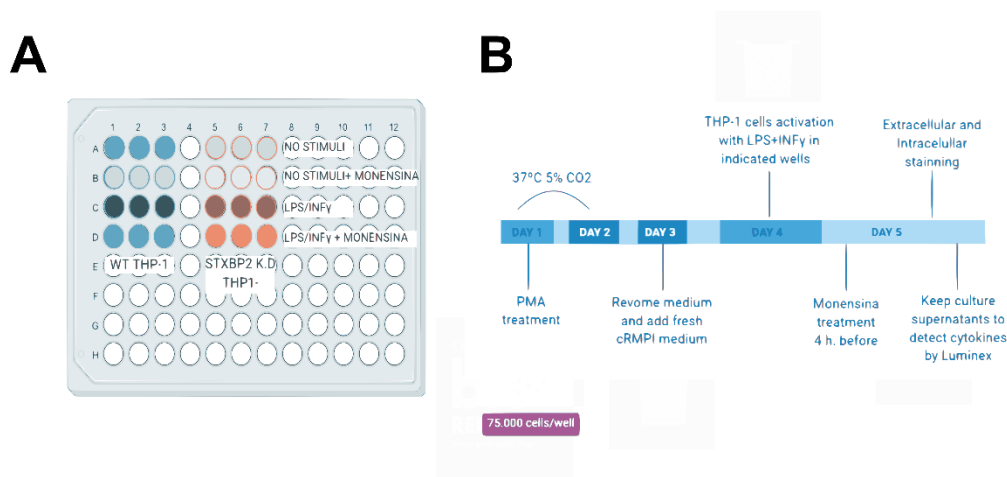 A
B
1 2 3 4 5 6 7 8 9 10 11 12
A
NO STIMULI
B
NO STIMULI+ MONENSINA
C
LPS/INFγ
D
LPS/INFγ + MONENSINA
E
WT THP-1
STXBP2 K.D
THP1-
F
G
H
THP-1 cells activation
with LPS+INFγ in
indicated wells
Extracellular and
Intracelular
stainning
37ºC 5% CO2
DAY 1
DAY 2
DAY 3
DAY 4
DAY 5
PMA
treatment
Revome medium
and add fresh
cRMPI medium
Monensina
treatment
4 h. before
Keep culture
supernatants to
detect cytokines
by Luminex
75.000 cells/well